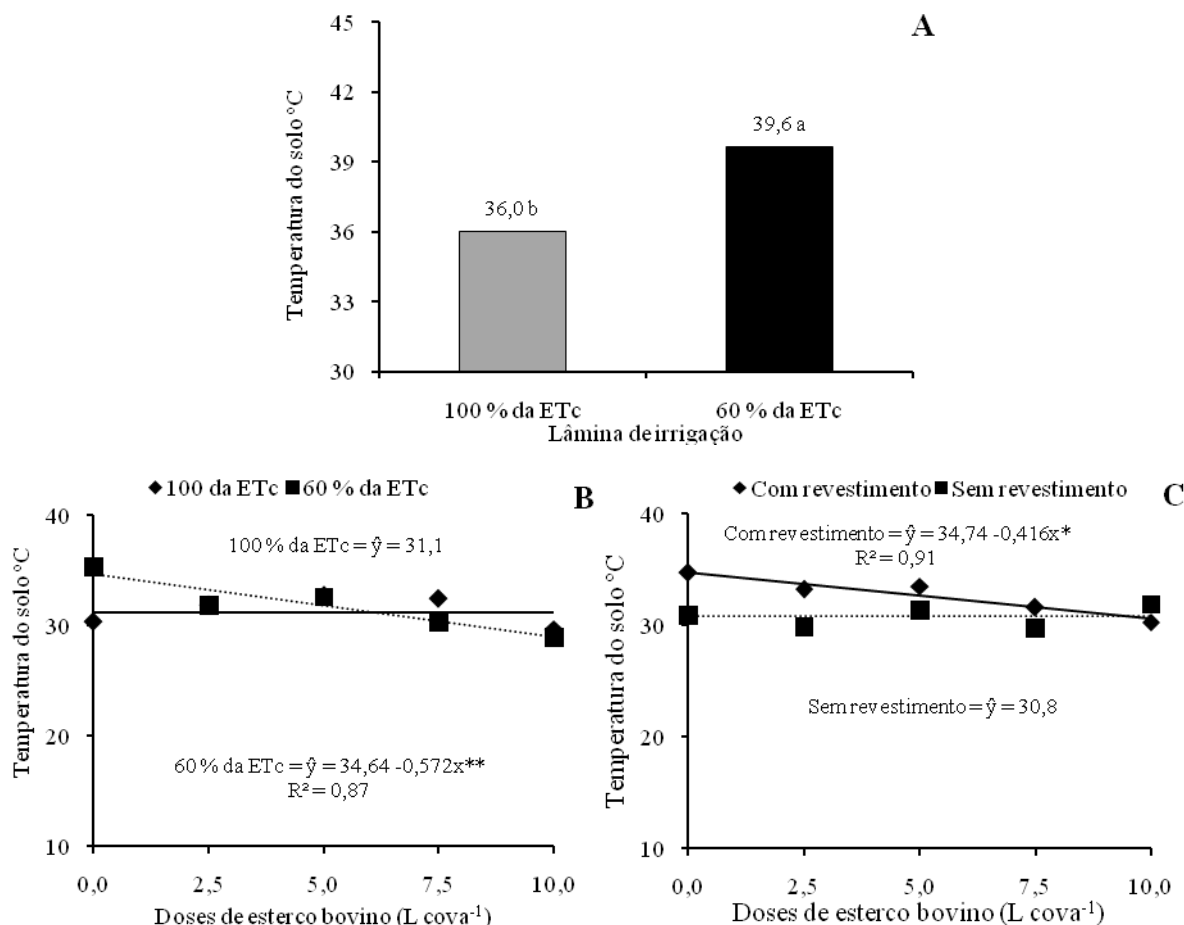 A
45
42
39
36
33
30
Temperatura do solo °C
36,0 b
39,6 a
100 % da ETc
60 % da ETc
Lâmina de irrigação
◆ 100 da ETc ■ 60 % da ETc
B
40
30
20
10
Temperatura do solo °C
100 % da ETc = ŷ = 31,1
60 % da ETc = ŷ = 34,64 -0,572x**
R² = 0,87
0,0 2,5 5,0 7,5 10,0
Doses de esterco bovino (L cova⁻¹)
◆ Com revestimento ■ Sem revestimento
C
40
30
20
10
Temperatura do solo °C
Com revestimento = ŷ = 34,74 -0,416x*
R² = 0,91
Sem revestimento = ŷ = 30,8
0,0 2,5 5,0 7,5 10,0
Doses de esterco bovino (L cova⁻¹)